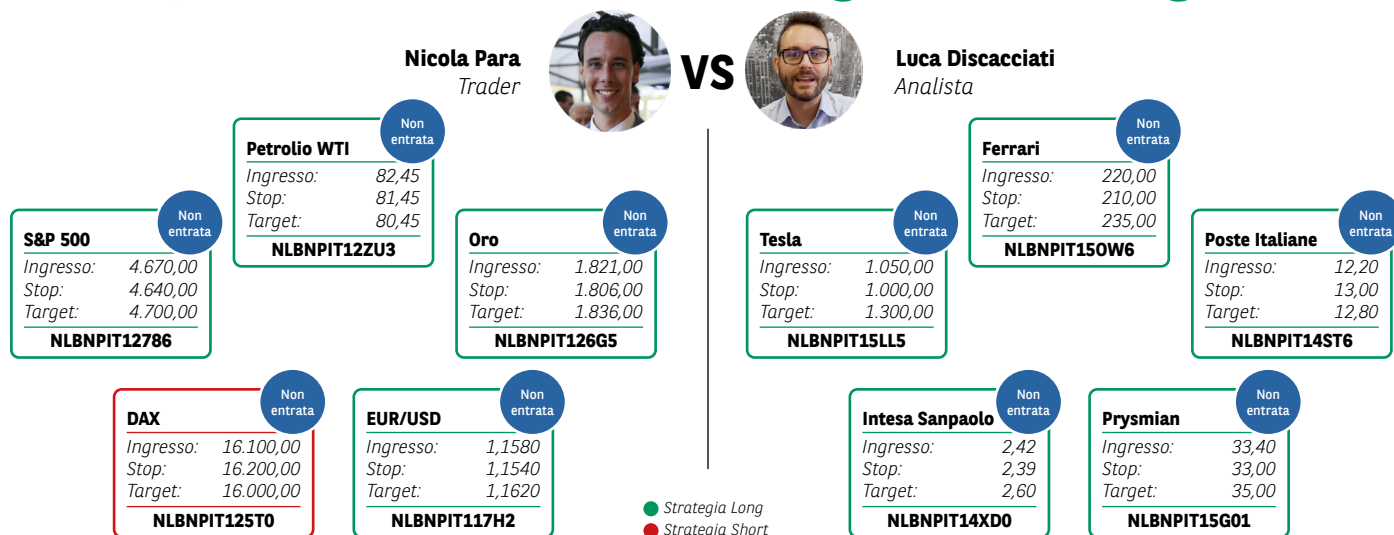 Nicola Para
Trader
VS
Luca Discacciati
Analista
Non
entrata
Petrolio WTI
Ingresso: 82,45
Stop: 81,45
Target: 80,45
NLBNPIT12ZU3
Non
entrata
S&P 500
Ingresso: 4.670,00
Stop: 4.640,00
Target: 4.700,00
NLBNPIT12786
Non
entrata
Oro
Ingresso: 1.821,00
Stop: 1.806,00
Target: 1.836,00
NLBNPIT126G5
Non
entrata
DAX
Ingresso: 16.100,00
Stop: 16.200,00
Target: 16.000,00
NLBNPIT125T0
Non
entrata
EUR/USD
Ingresso: 1,1580
Stop: 1,1540
Target: 1,1620
NLBNPIT117H2
Non
entrata
Ferrari
Ingresso: 220,00
Stop: 210,00
Target: 235,00
NLBNPIT15OW6
Non
entrata
Tesla
Ingresso: 1.050,00
Stop: 1.000,00
Target: 1.300,00
NLBNPIT15LL5
Non
entrata
Poste Italiane
Ingresso: 12,20
Stop: 13,00
Target: 12,80
NLBNPIT14ST6
Non
entrata
Intesa Sanpaolo
Ingresso: 2,42
Stop: 2,39
Target: 2,60
NLBNPIT14XD0
Non
entrata
Prysmian
Ingresso: 33,40
Stop: 33,00
Target: 35,00
NLBNPIT15G01
Strategia Long
Strategia Short